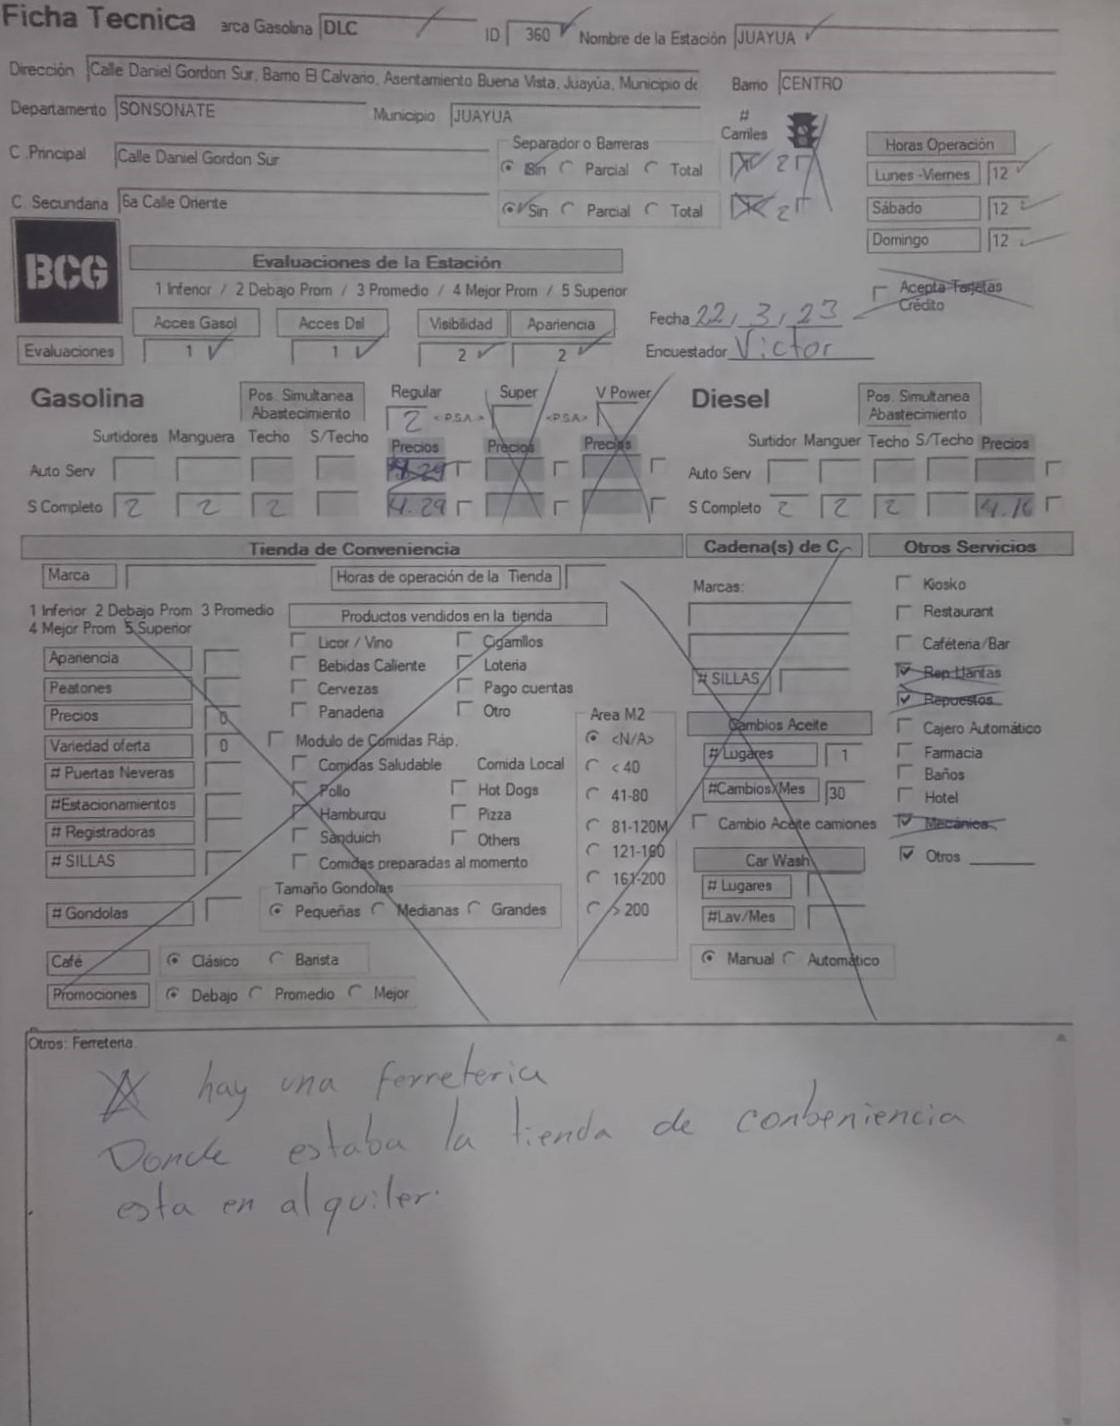 Ficha Tecnica arca Gasolina DLC ID 360 Nombre de la Estación JUAYUA
Dirección Calle Daniel Gordon Sur, Barrio El Calvario, Asentamiento Buena Vista, Juayúa, Municipio de Barrio CENTRO
Departamento SONSONATE Municipio JUAYUA # Carriles
C .Principal Calle Daniel Gordon Sur Separador o Barreras Sin Parcial Total 2
C. Secundaria 6a Calle Oriente Sin Parcial Total 2
Horas Operación
Lunes -Viernes 12
Sábado 12
Domingo 12
BCG
Evaluaciones de la Estación
1 Inferior / 2 Debajo Prom / 3 Promedio / 4 Mejor Prom / 5 Superior
Acepta Tarjetas Crédito
Acces Gasol Acces Dsl Visibilidad Apariencia
Fecha 22, 3, 23
Evaluaciones 1 1 2 2
Encuestador Victor
Gasolina Pos. Simultanea Abastecimiento Regular Super V Power
2 <P.S.A.> <P.S.A>
Surtidores Manguera Techo S/Techo Precios Precios Precios
Auto Serv 4.29
S Completo 2 2 2 4.29
Diesel Pos. Simultanea Abastecimiento
Surtidor Manguer Techo S/Techo Precios
Auto Serv
S Completo 2 2 2 4.16
Tienda de Conveniencia
Marca Horas de operación de la Tienda
1 Inferior 2 Debajo Prom 3 Promedio
4 Mejor Prom 5 Superior
Apariencia
Peatones
Precios 0
Variedad oferta 0
# Puertas Neveras
#Estacionamientos
# Registradoras
# SILLAS
# Gondolas
Café Clásico Barista
Promociones Debajo Promedio Mejor
Productos vendidos en la tienda
Licor / Vino Cigarrillos
Bebidas Caliente Loteria
Cervezas Pago cuentas
Panaderia Otro
Modulo de Comidas Ráp.
Comidas Saludable Comida Local
Pollo Hot Dogs
Hamburqu Pizza
Sanduich Others
Comidas preparadas al momento
Tamaño Gondolas
Pequeñas Medianas Grandes
Area M2
<N/A>
< 40
41-80
81-120M
121-160
161-200
> 200
Cadena(s) de C
Marcas:
# SILLAS
Cambios Aceite
# Lugares 1
#Cambios/Mes 30
Cambio Aceite camiones
Car Wash
# Lugares
#Lav/Mes
Manual Automático
Otros Servicios
Kiosko
Restaurant
Caféteria/Bar
Rep.Llantas
Repuestos
Cajero Automático
Farmacia
Baños
Hotel
Mecánica
Otros
Otros: Ferreteria.
hay una ferreteria
Donde estaba la tienda de conbeniencia
esta en alquiler.